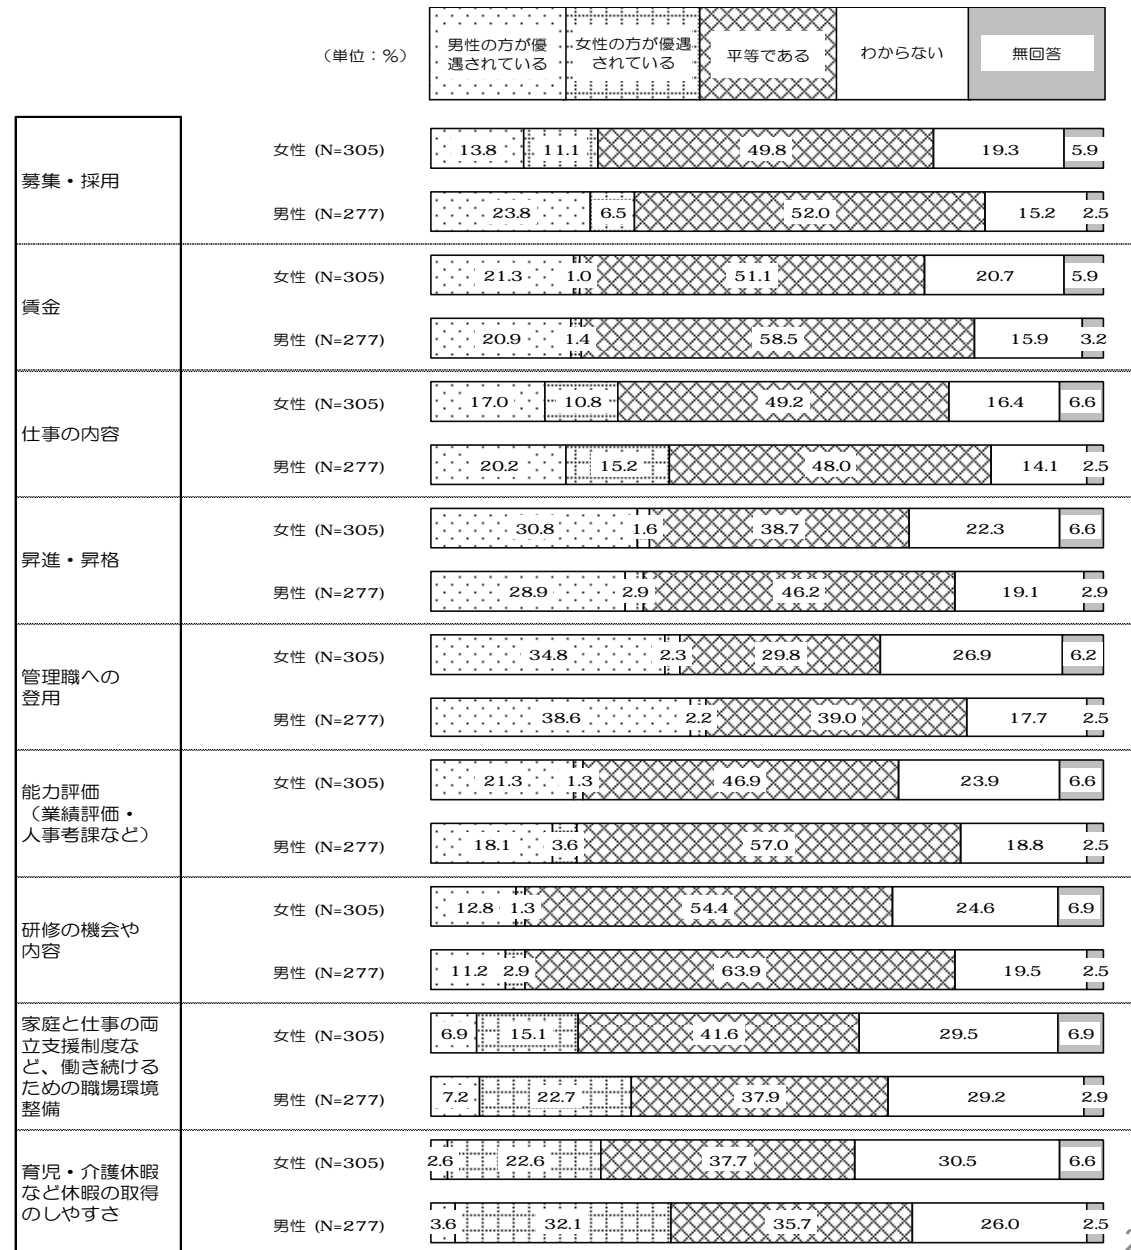 （単位：％）
男性の方が優
遇されている
女性の方が優遇
されている
平等である
わからない
無回答
募集・採用
女性 (N=305)
13.8 11.1 49.8 19.3 5.9
男性 (N=277)
23.8 6.5 52.0 15.2 2.5
賃金
女性 (N=305)
21.3 1.0 51.1 20.7 5.9
男性 (N=277)
20.9 1.4 58.5 15.9 3.2
仕事の内容
女性 (N=305)
17.0 10.8 49.2 16.4 6.6
男性 (N=277)
20.2 15.2 48.0 14.1 2.5
昇進・昇格
女性 (N=305)
30.8 1.6 38.7 22.3 6.6
男性 (N=277)
28.9 2.9 46.2 19.1 2.9
管理職への
登用
女性 (N=305)
34.8 2.3 29.8 26.9 6.2
男性 (N=277)
38.6 2.2 39.0 17.7 2.5
能力評価
（業績評価・
人事考課など）
女性 (N=305)
21.3 1.3 46.9 23.9 6.6
男性 (N=277)
18.1 3.6 57.0 18.8 2.5
研修の機会や
内容
女性 (N=305)
12.8 1.3 54.4 24.6 6.9
男性 (N=277)
11.2 2.9 63.9 19.5 2.5
家庭と仕事の両
立支援制度な
ど、働き続ける
ための職場環境
整備
女性 (N=305)
6.9 15.1 41.6 29.5 6.9
男性 (N=277)
7.2 22.7 37.9 29.2 2.9
育児・介護休暇
など休暇の取得
のしやすさ
女性 (N=305)
2.6 22.6 37.7 30.5 6.6
男性 (N=277)
3.6 32.1 35.7 26.0 2.5